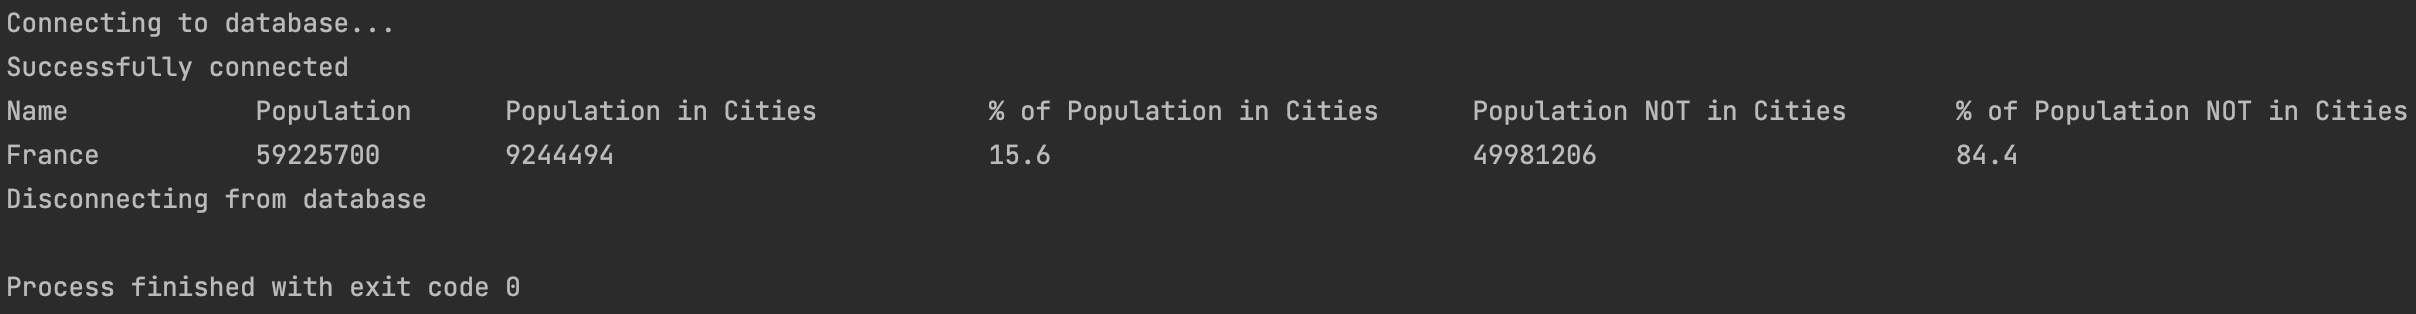 Connecting to database...
Successfully connected
Name Population Population in Cities % of Population in Cities Population NOT in Cities % of Population NOT in Cities
France 59225700 9244494 15.6 49981206 84.4
Disconnecting from database
Process finished with exit code 0